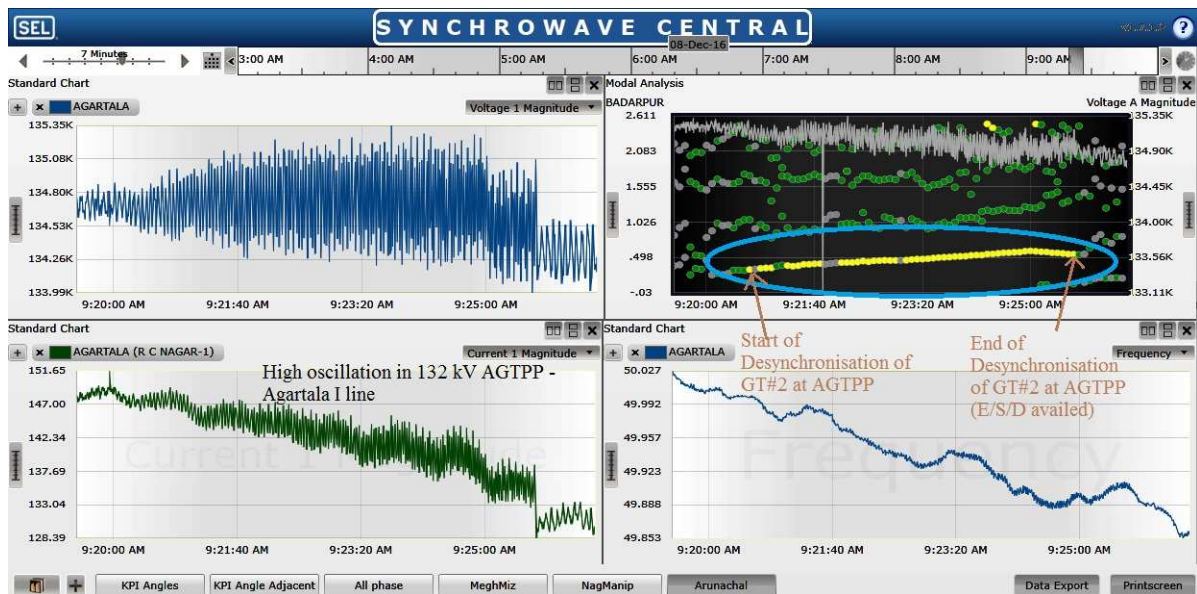 SEL
SYNCHROWAVE CENTRAL
?
7 Minutes
08-Dec-16
3:00 AM 4:00 AM 5:00 AM 6:00 AM 7:00 AM 8:00 AM 9:00 AM
Standard Chart
AGARTALA
Voltage 1 Magnitude
135.35K
135.08K
134.80K
134.53K
134.26K
133.99K
9:20:00 AM 9:21:40 AM 9:23:20 AM 9:25:00 AM
Modal Analysis
BADARPUR
Voltage A Magnitude
2.611 135.35K
2.083 134.90K
1.555 134.45K
1.026 134.00K
.498 133.56K
-.03 133.11K
9:20:00 AM 9:21:40 AM 9:23:20 AM 9:25:00 AM
Standard Chart
AGARTALA (R C NAGAR-1)
Current 1 Magnitude
High oscillation in 132 kV AGTPP -
Agartala I line
Current 1 Magnitude
151.65
147.00
142.34
137.69
133.04
128.39
9:20:00 AM 9:21:40 AM 9:23:20 AM 9:25:00 AM
Standard Chart
AGARTALA
Frequency
Start of
Desynchronisation of
GT#2 at AGTPP
End of
Desynchronisation
of GT#2 at AGTPP
(E/S/D availed)
Frequency
50.027
49.992
49.957
49.923
49.888
49.853
9:20:00 AM 9:21:40 AM 9:23:20 AM 9:25:00 AM
KPI Angles KPI Angle Adjacent All phase MeghMiz NagManip Arunachal Data Export Printscreen